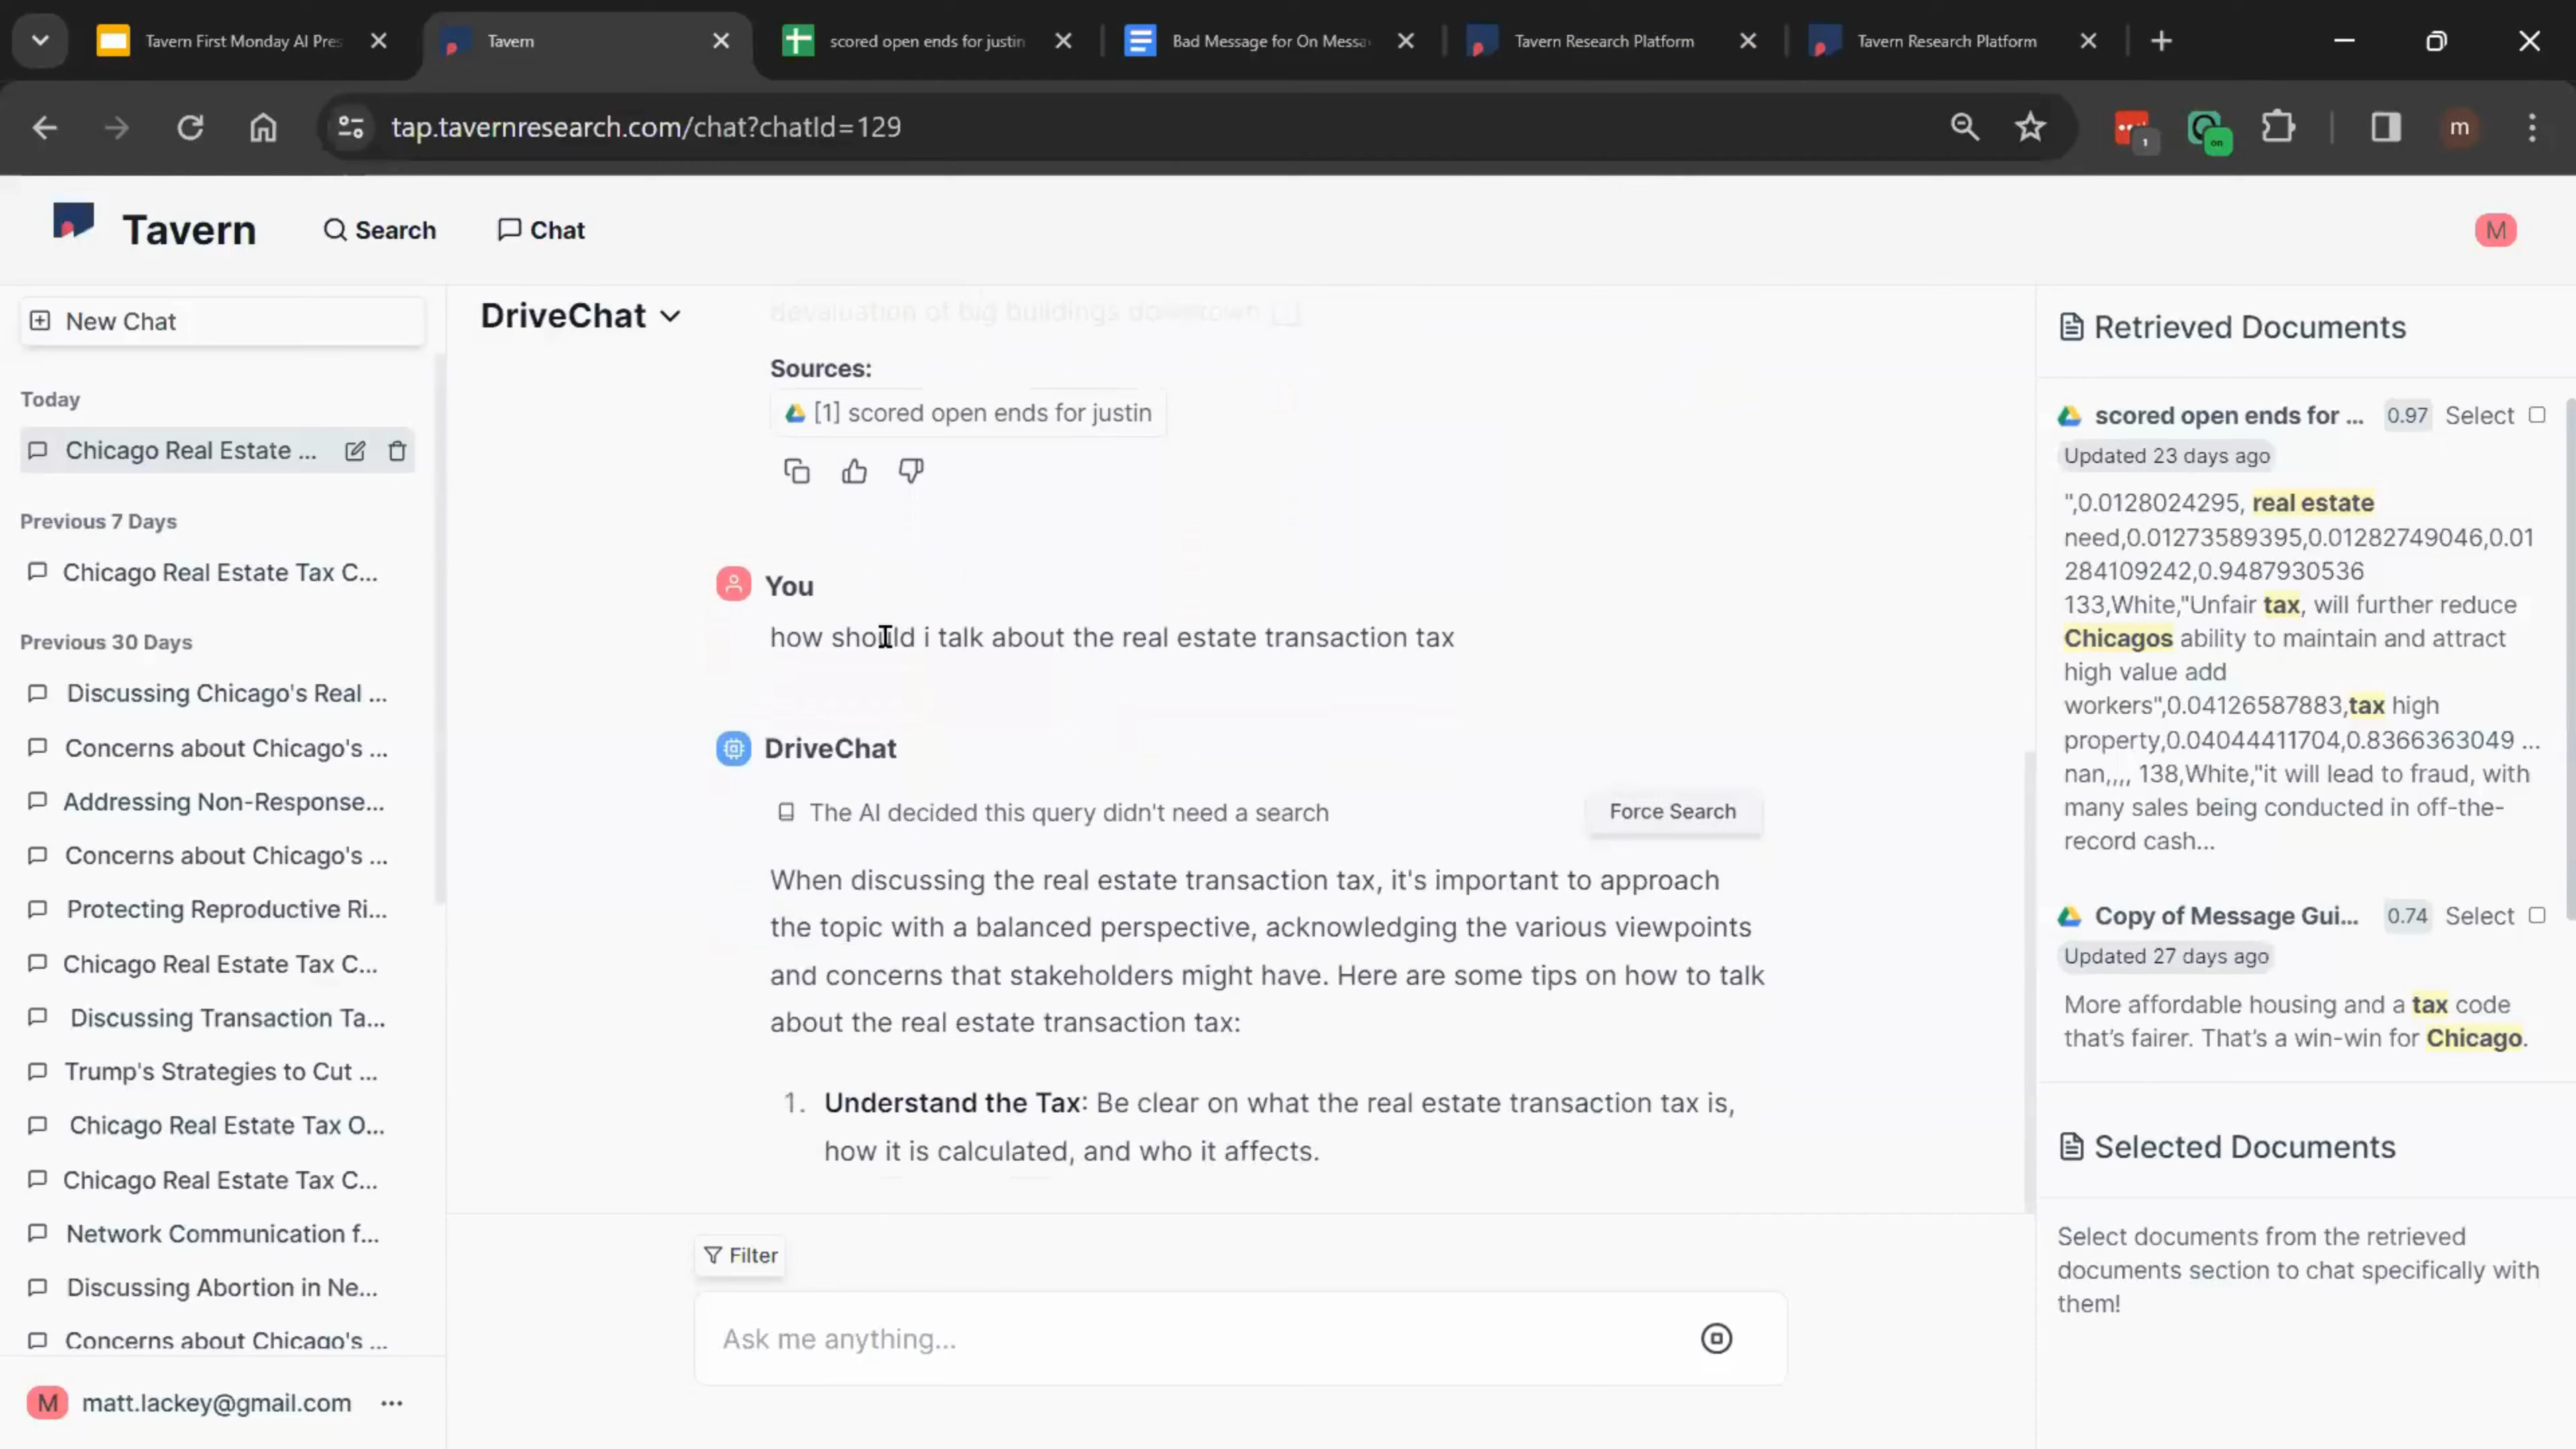 Tavern First Monday AI Pres
Tavern
scored open ends for justin
Bad Message for On Messa
Tavern Research Platform
Tavern Research Platform
tap.tavernresearch.com/chat?chatId=129
1
on
m
Tavern
Search
Chat
M
New Chat
Today
Chicago Real Estate ...
Previous 7 Days
Chicago Real Estate Tax C...
Previous 30 Days
Discussing Chicago's Real ...
Concerns about Chicago's ...
Addressing Non-Response...
Concerns about Chicago's ...
Protecting Reproductive Ri...
Chicago Real Estate Tax C...
Discussing Transaction Ta...
Trump's Strategies to Cut ...
Chicago Real Estate Tax O...
Chicago Real Estate Tax C...
Network Communication f...
Discussing Abortion in Ne...
Concerns about Chicago's ...
M
matt.lackey@gmail.com
DriveChat
devaluation of big buildings downtown
Sources:
[1] scored open ends for justin
You
how should i talk about the real estate transaction tax
DriveChat
The AI decided this query didn't need a search
Force Search
When discussing the real estate transaction tax, it's important to approach
the topic with a balanced perspective, acknowledging the various viewpoints
and concerns that stakeholders might have. Here are some tips on how to talk
about the real estate transaction tax:
1. Understand the Tax: Be clear on what the real estate transaction tax is,
how it is calculated, and who it affects.
Filter
Ask me anything...
Retrieved Documents
scored open ends for ... 0.97 Select
Updated 23 days ago
",0.0128024295, real estate
need,0.01273589395,0.01282749046,0.01
284109242,0.9487930536
133,White,"Unfair tax, will further reduce
Chicagos ability to maintain and attract
high value add
workers",0.04126587883,tax high
property,0.04044411704,0.8366363049 ...
nan,,,, 138,White,"it will lead to fraud, with
many sales being conducted in off-the-
record cash...
Copy of Message Gui... 0.74 Select
Updated 27 days ago
More affordable housing and a tax code
that's fairer. That's a win-win for Chicago.
Selected Documents
Select documents from the retrieved
documents section to chat specifically with
them!